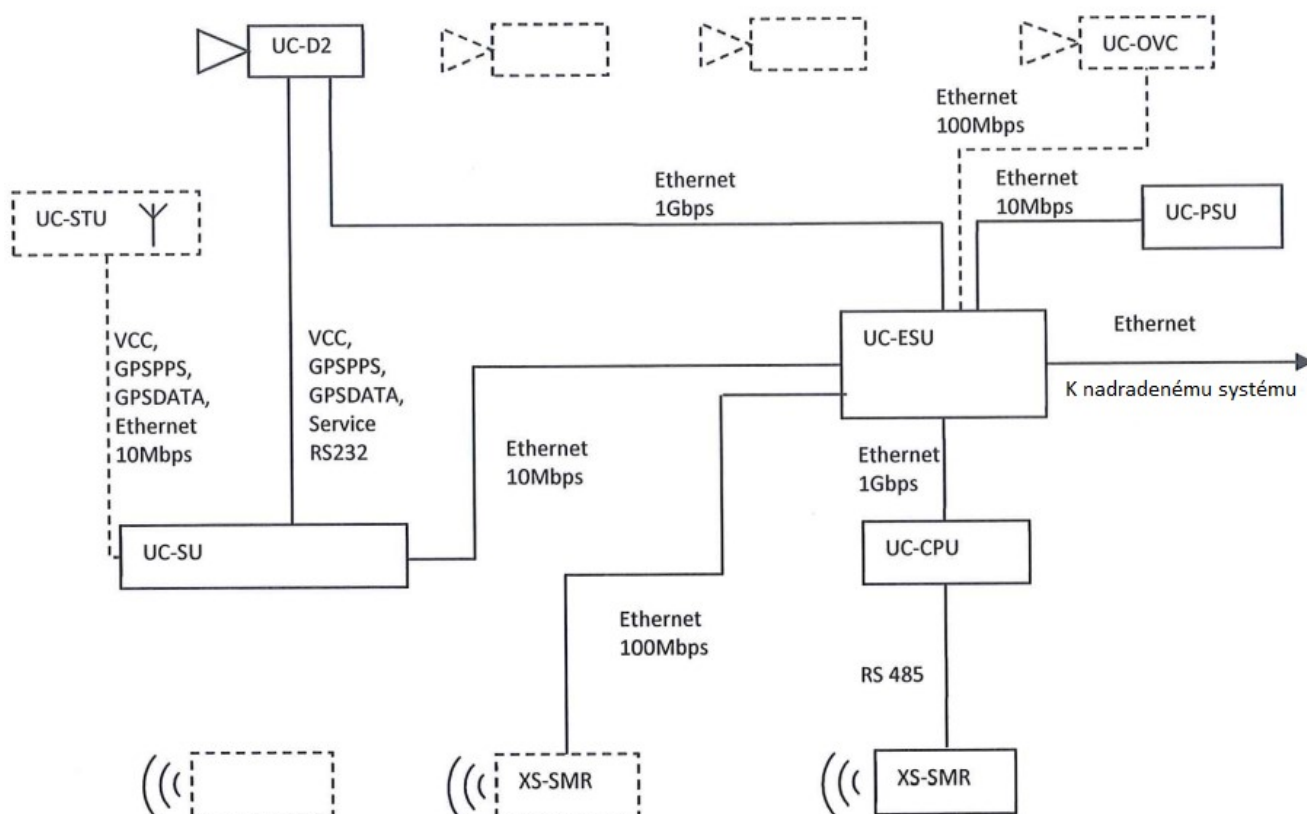 UC-D2
UC-OVC
Ethernet
100Mbps
Ethernet
1Gbps
Ethernet
10Mbps
UC-PSU
UC-STU
VCC,
GPSPPS,
GPSDATA,
Ethernet
10Mbps
VCC,
GPSPPS,
GPSDATA,
Service
RS232
UC-ESU
Ethernet
K nadradenému systému
Ethernet
10Mbps
Ethernet
1Gbps
UC-SU
UC-CPU
Ethernet
100Mbps
RS 485
XS-SMR
XS-SMR